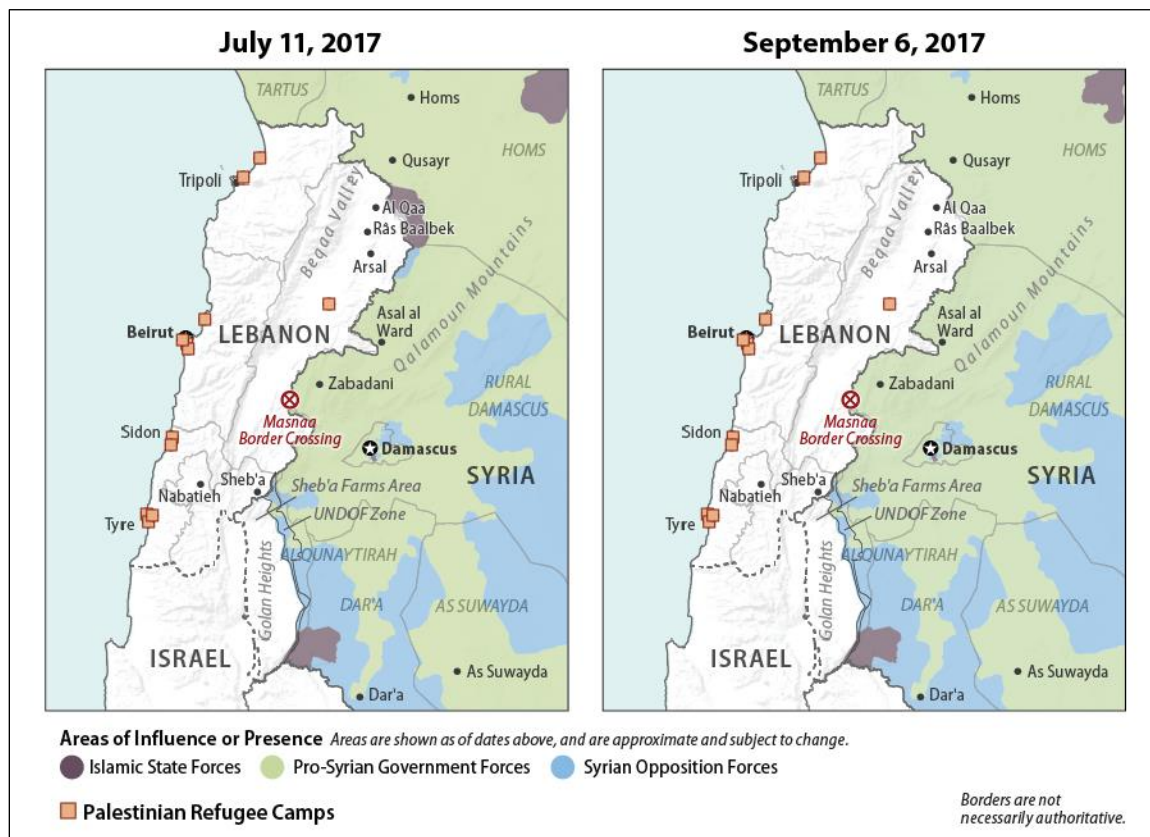 July 11, 2017
TARTUS
Homs
HOMS
Qusayr
Tripoli
Al Qaa
Râs Baalbek
Beqaa Valley
Arsal
Qalamoun Mountains
Asal al
Ward
Beirut
LEBANON
Zabadani
RURAL
DAMASCUS
Masnaa
Border Crossing
Sidon
Damascus
Sheb'a
SYRIA
Nabatieh
Sheb'a Farms Area
Tyre
UNDOF Zone
AL QUNAYTIRAH
Golan Heights
DAR'A
AS SUWAYDA
ISRAEL
As Suwayda
Dar'a
September 6, 2017
TARTUS
Homs
HOMS
Qusayr
Tripoli
Al Qaa
Râs Baalbek
Beqaa Valley
Arsal
Qalamoun Mountains
Asal al
Ward
Beirut
LEBANON
Zabadani
RURAL
DAMASCUS
Masnaa
Border Crossing
Sidon
Damascus
Sheb'a
SYRIA
Nabatieh
Sheb'a Farms Area
Tyre
UNDOF Zone
AL QUNAYTIRAH
Golan Heights
DAR'A
AS SUWAYDA
ISRAEL
As Suwayda
Dar'a
Areas of Influence or Presence Areas are shown as of dates above, and are approximate and subject to change.
Islamic State Forces Pro-Syrian Government Forces Syrian Opposition Forces
Palestinian Refugee Camps
Borders are not
necessarily authoritative.